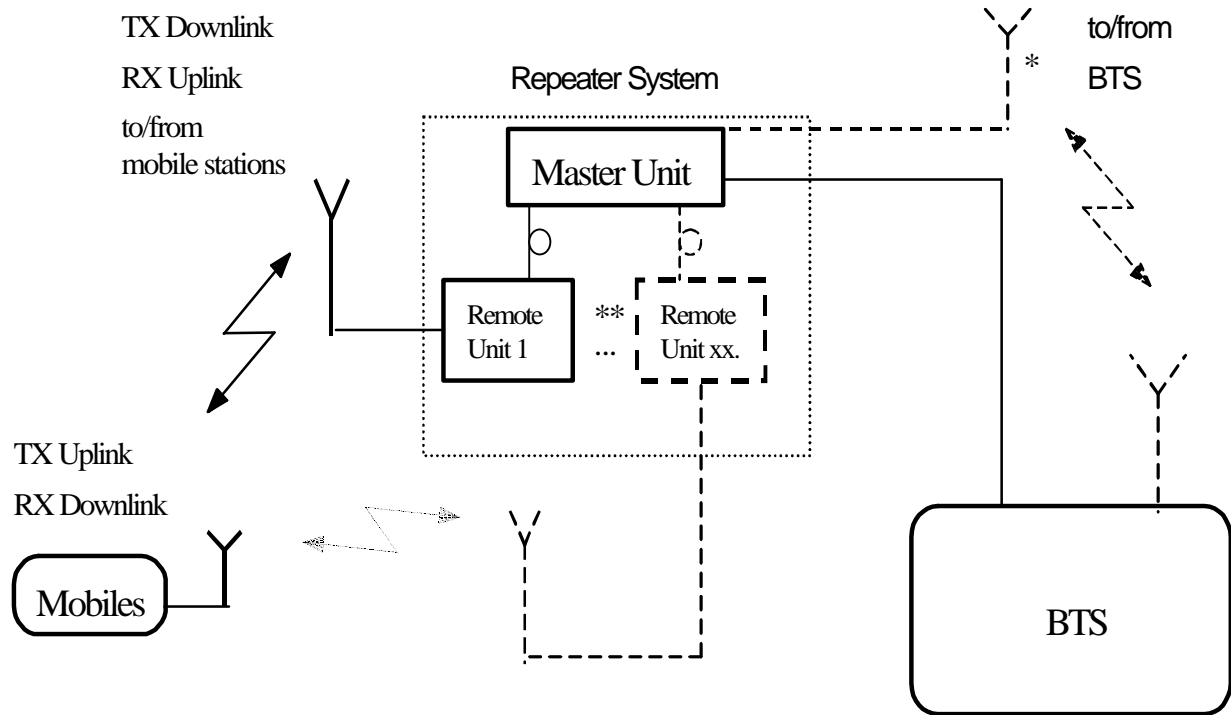 TX Downlink
RX Uplink
to/from
mobile stations
Repeater System
*
to/from
BTS
Master Unit
Remote
Unit 1
**
...
Remote
Unit xx.
TX Uplink
RX Downlink
Mobiles
BTS